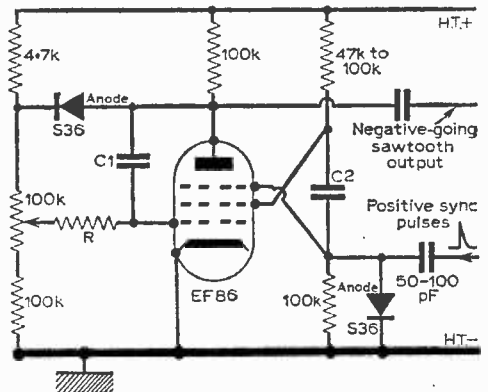 HT.+
4·7k
100k
47k to
100k
Anode
S36
C1
Negative-going
sawtooth
output
C2
100k
Positive sync
pulses
R
EF86
100k
100k
Anode
50-100
pF
S36
HT-